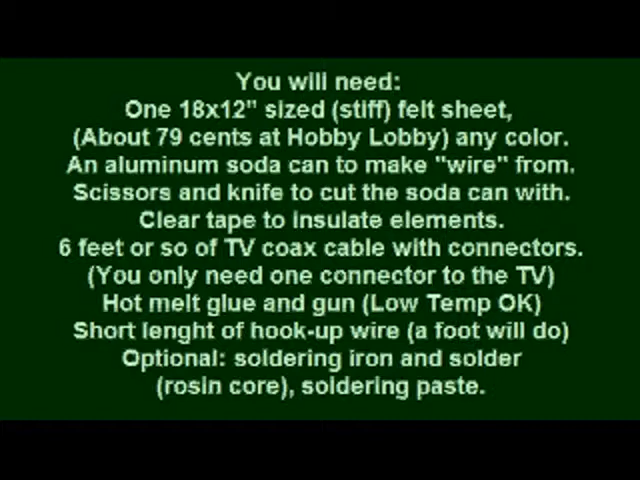 You will need:
One 18x12" sized (stiff) felt sheet,
(About 79 cents at Hobby Lobby) any color.
An aluminum soda can to make "wire" from.
Scissors and knife to cut the soda can with.
Clear tape to insulate elements.
6 feet or so of TV coax cable with connectors.
(You only need one connector to the TV)
Hot melt glue and gun (Low Temp OK)
Short lenght of hook-up wire (a foot will do)
Optional: soldering iron and solder
(rosin core), soldering paste.